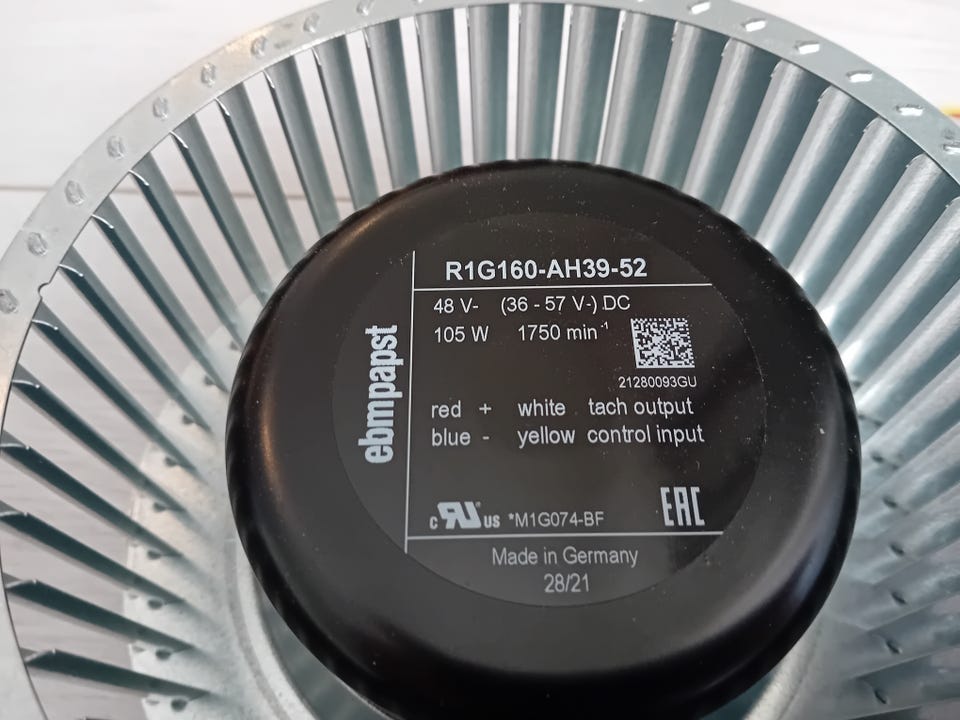 R1G160-AH39-52
48 V- (36 - 57 V-) DC
105 W 1750 min⁻¹
21280093GU
ebmpapst
red + white tach output
blue - yellow control input
c RU us *M1G074-BF EAC
Made in Germany
28/21